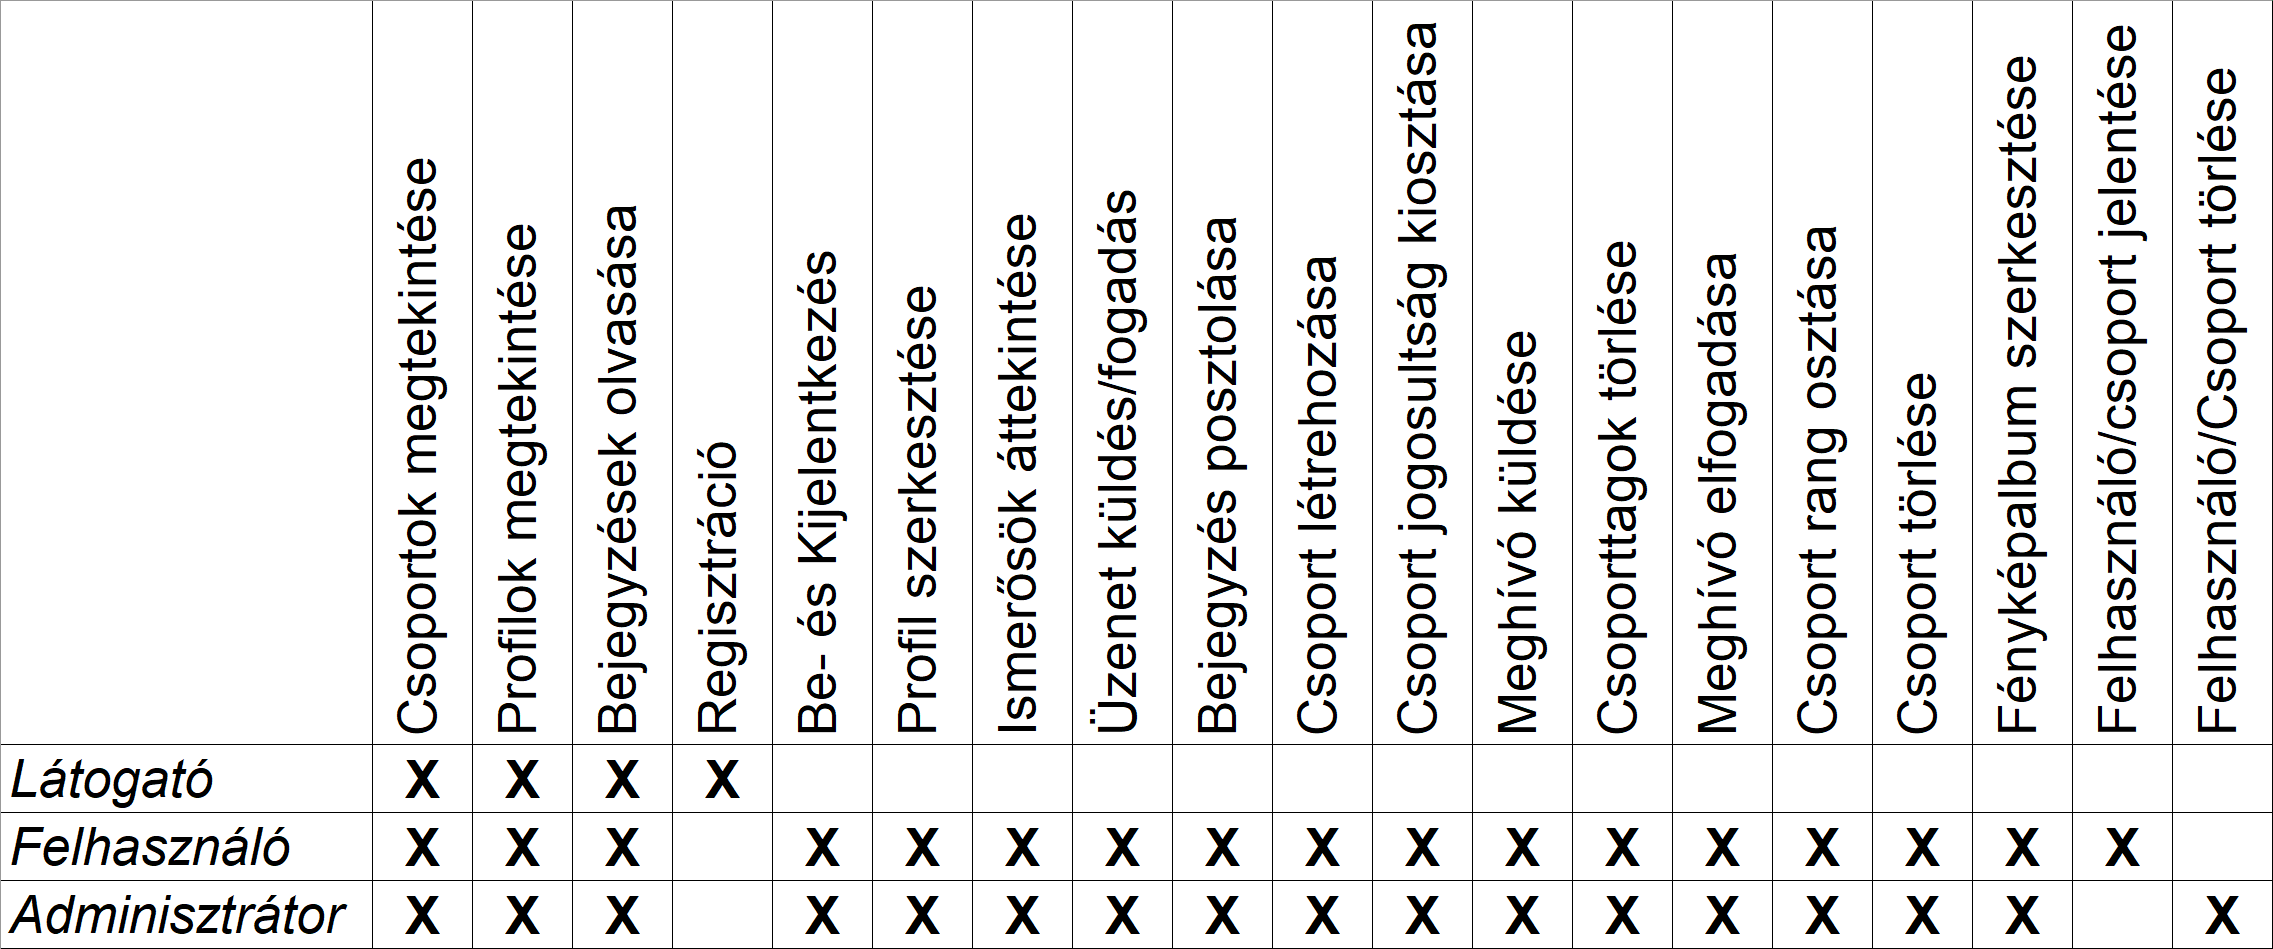 Csoportok megtekintése
Profilok megtekintése
Bejegyzések olvasása
Regisztráció
Be- és Kijelentkezés
Profil szerkesztése
Ismerősök áttekintése
Üzenet küldés/fogadás
Bejegyzés posztolása
Csoport létrehozása
Csoport jogosultság kiosztása
Meghívó küldése
Csoporttagok törlése
Meghívó elfogadása
Csoport rang osztása
Csoport törlése
Fényképalbum szerkesztése
Felhasználó/csoport jelentése
Felhasználó/Csoport törlése
Látogató X X X X
Felhasználó X X X X X X X X X X X X X X X X X
Adminisztrátor X X X X X X X X X X X X X X X X X